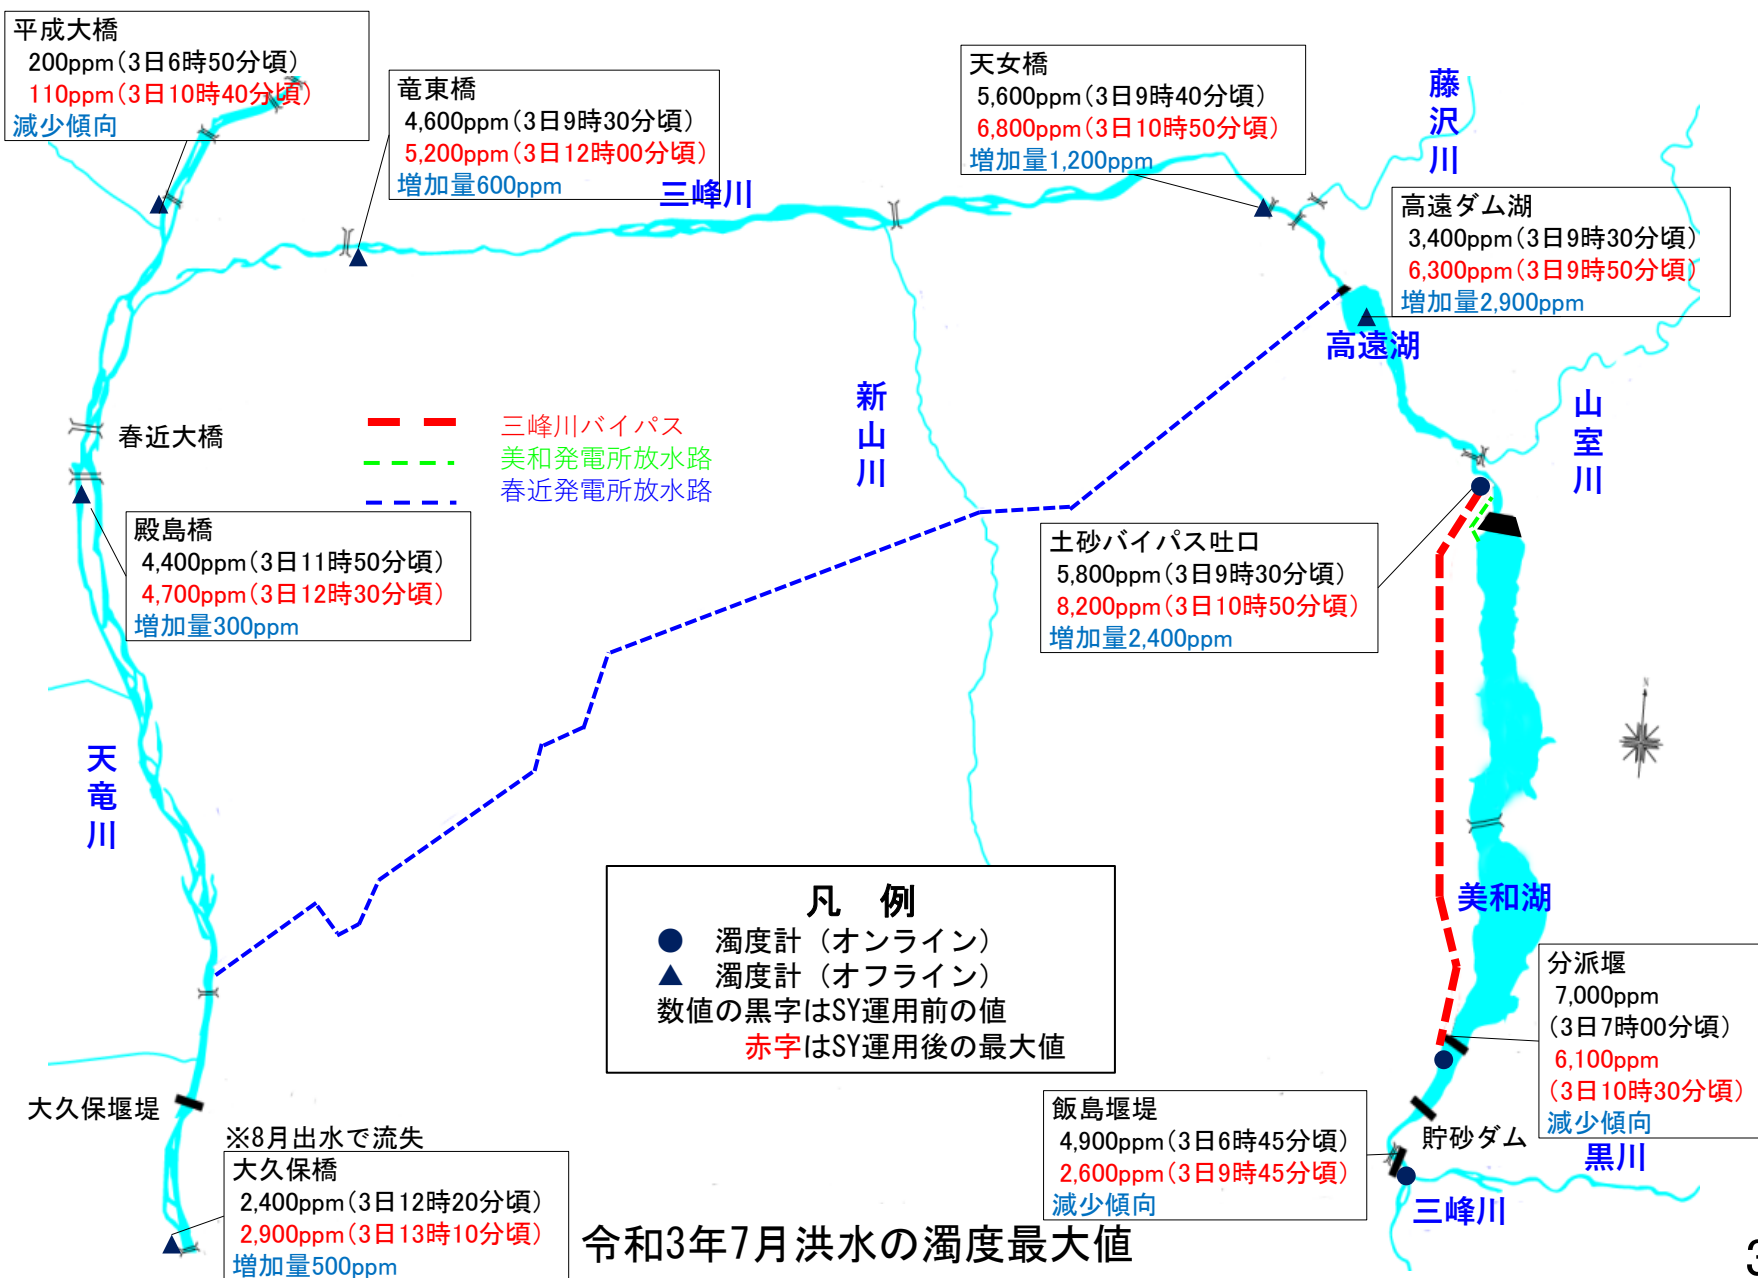 平成大橋
200ppm(3日6時50分頃)
110ppm(3日10時40分頃)
減少傾向
竜東橋
4,600ppm(3日9時30分頃)
5,200ppm(3日12時00分頃)
増加量600ppm
三峰川
天女橋
5,600ppm(3日9時40分頃)
6,800ppm(3日10時50分頃)
増加量1,200ppm
藤沢川
高遠ダム湖
3,400ppm(3日9時30分頃)
6,300ppm(3日9時50分頃)
増加量2,900ppm
高遠湖
新山川
山室川
春近大橋
三峰川バイパス
美和発電所放水路
春近発電所放水路
殿島橋
4,400ppm(3日11時50分頃)
4,700ppm(3日12時30分頃)
増加量300ppm
土砂バイパス吐口
5,800ppm(3日9時30分頃)
8,200ppm(3日10時50分頃)
増加量2,400ppm
N
天竜川
美和湖
凡 例
濁度計（オンライン）
濁度計（オフライン）
数値の黒字はSY運用前の値
赤字はSY運用後の最大値
分派堰
7,000ppm
(3日7時00分頃)
6,100ppm
(3日10時30分頃)
減少傾向
大久保堰堤
飯島堰堤
4,900ppm(3日6時45分頃)
2,600ppm(3日9時45分頃)
減少傾向
貯砂ダム
黒川
三峰川
※8月出水で流失
大久保橋
2,400ppm(3日12時20分頃)
2,900ppm(3日13時10分頃)
増加量500ppm
令和3年7月洪水の濁度最大値
3